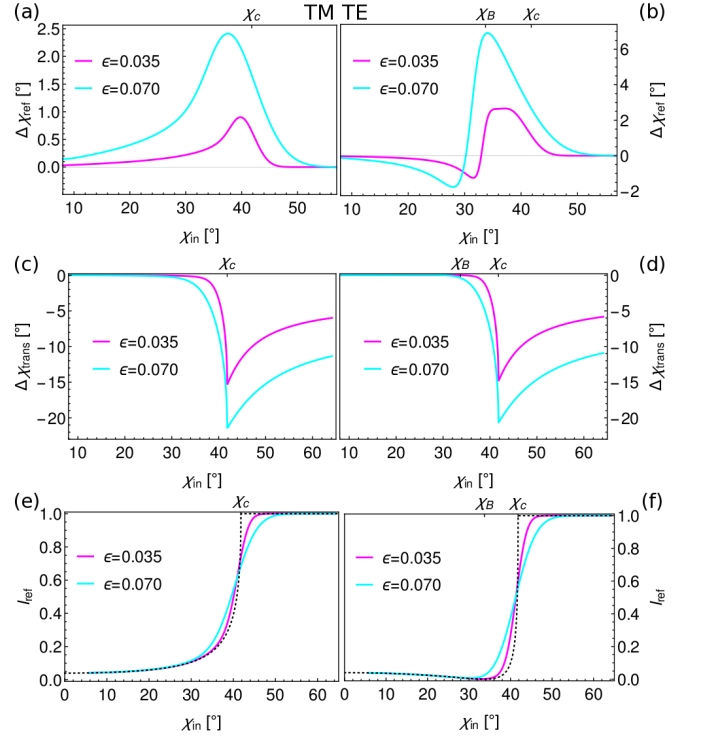 (a) χc TM TE χB χc (b)
2.5
2.0
1.5
1.0
0.5
0.0
Δχref [°]
ϵ=0.035
ϵ=0.070
10 20 30 40 50
χin [°]
ϵ=0.035
ϵ=0.070
6
4
2
0
−2
Δχref [°]
10 20 30 40 50
χin [°]
(c) χc χB χc (d)
0
−5
−10
−15
−20
Δχtrans [°]
ϵ=0.035
ϵ=0.070
10 20 30 40 50 60
χin [°]
ϵ=0.035
ϵ=0.070
0
−5
−10
−15
−20
Δχtrans [°]
10 20 30 40 50 60
χin [°]
(e) χc χB χc (f)
1.0
0.8
0.6
0.4
0.2
0.0
Iref
ϵ=0.035
ϵ=0.070
0 10 20 30 40 50 60
χin [°]
ϵ=0.035
ϵ=0.070
1.0
0.8
0.6
0.4
0.2
0.0
Iref
0 10 20 30 40 50 60
χin [°]